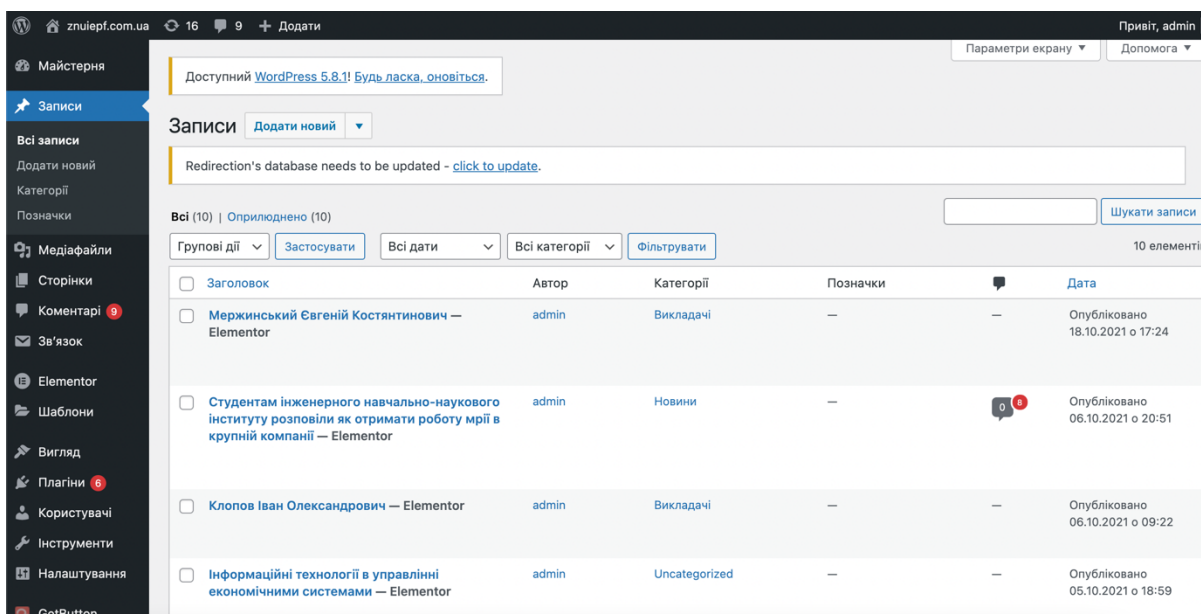 znuiepf.com.ua 16 9 + Додати Привіт, admin
Параметри екрану ▼ Допомога ▼
Майстерня
Записи
Всі записи
Додати новий
Категорії
Позначки
Медіафайли
Сторінки
Коментарі 9
Зв'язок
Elementor
Шаблони
Вигляд
Плагіни 6
Користувачі
Інструменти
Налаштування
GetButton
Доступний WordPress 5.8.1! Будь ласка, оновіться.
Записи Додати новий ▼
Redirection's database needs to be updated - click to update.
Всі (10) | Оприлюднено (10)
Шукати записи
Групові дії Застосувати Всі дати Всі категорії Фільтрувати
10 елементі
Заголовок Автор Категорії Позначки Дата
Мержинський Євгеній Костянтинович — admin Викладачі — — Опубліковано
Elementor 18.10.2021 о 17:24
Студентам інженерного навчально-наукового admin Новини — 0 8 Опубліковано
інституту розповіли як отримати роботу мрії в 06.10.2021 о 20:51
крупній компанії — Elementor
Клопов Іван Олександрович — Elementor admin Викладачі — — Опубліковано
06.10.2021 о 09:22
Інформаційні технології в управлінні admin Uncategorized — — Опубліковано
економічними системами — Elementor 05.10.2021 о 18:59